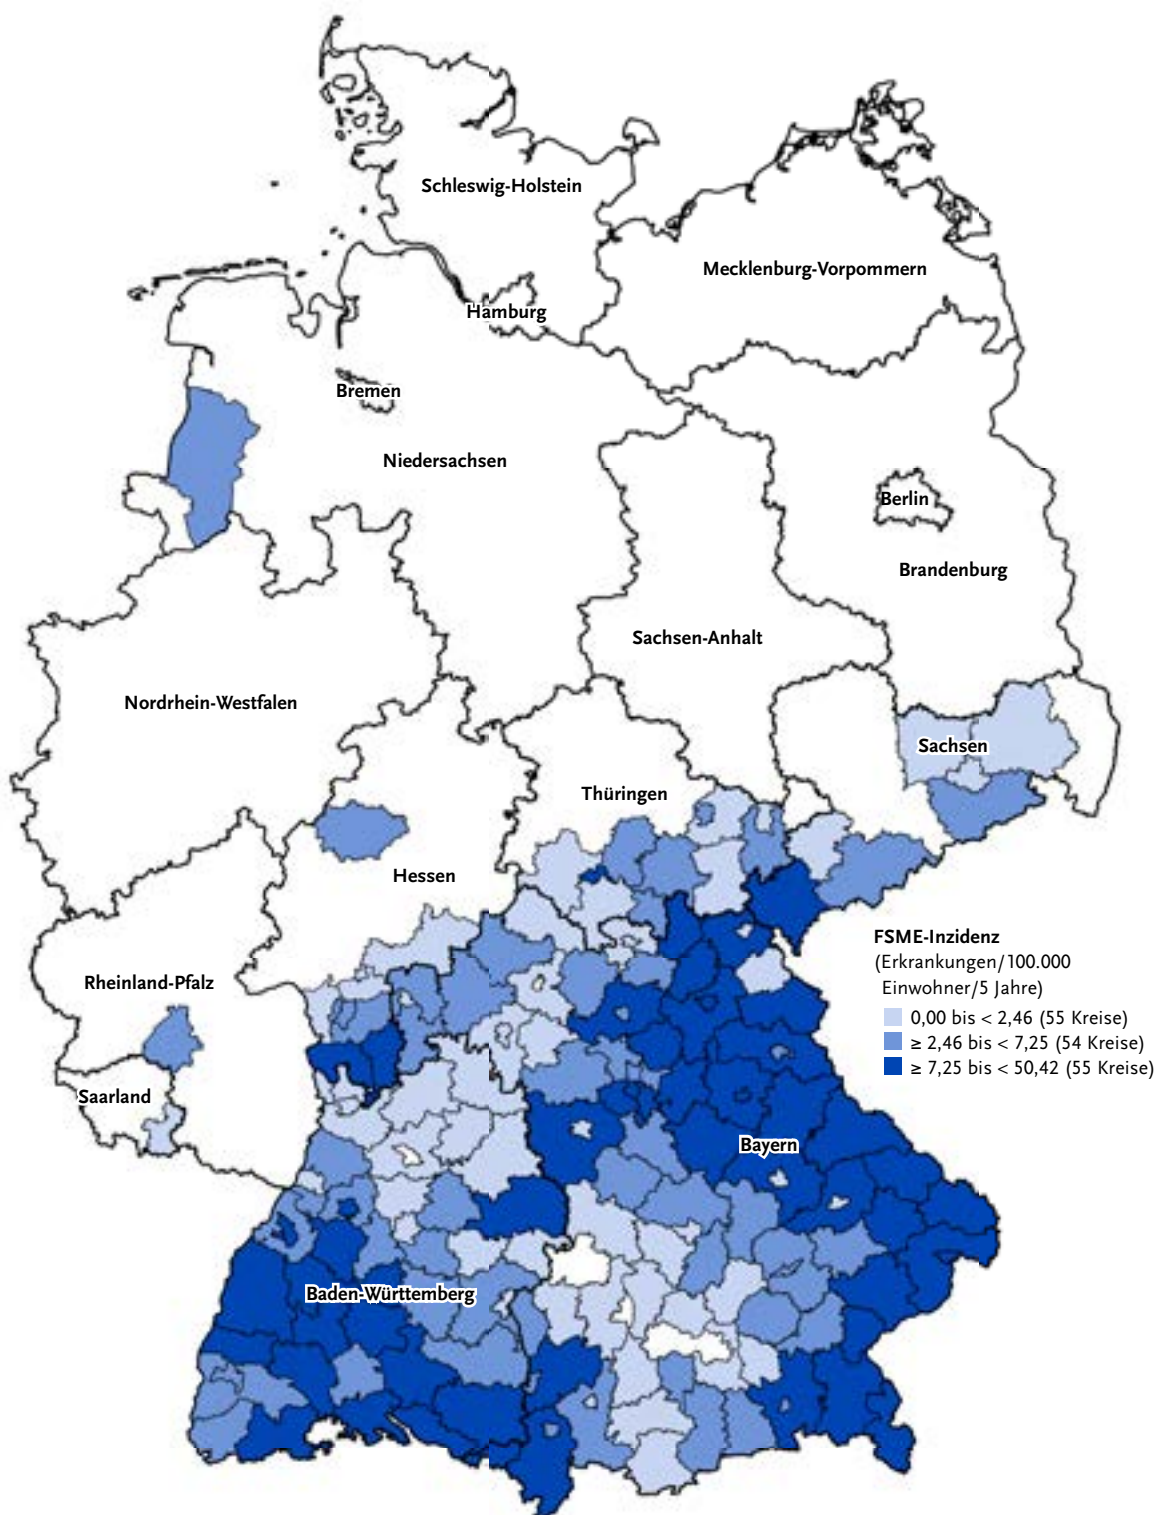 Schleswig-Holstein
Mecklenburg-Vorpommern
Hamburg
Bremen
Niedersachsen
Berlin
Brandenburg
Sachsen-Anhalt
Nordrhein-Westfalen
Sachsen
Thüringen
Hessen
FSME-Inzidenz
(Erkrankungen/100.000
Einwohner/5 Jahre)
0,00 bis < 2,46 (55 Kreise)
≥ 2,46 bis < 7,25 (54 Kreise)
≥ 7,25 bis < 50,42 (55 Kreise)
Rheinland-Pfalz
Saarland
Bayern
Baden-Württemberg